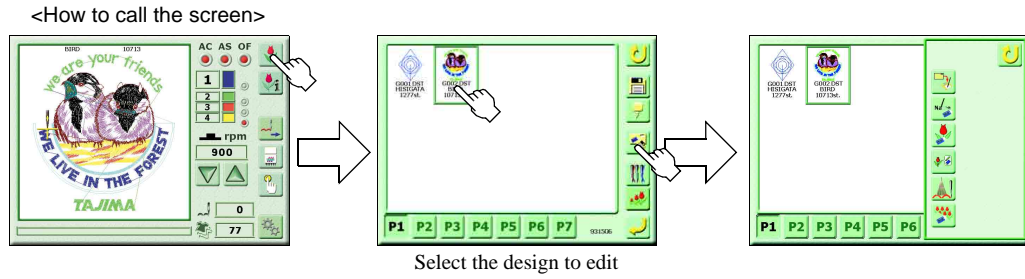 <How to call the screen>
BIRD 10713
AC AS OF
we are your friends
WE LIVE IN THE FOREST
TAJIMA
1
2
3
4
rpm
900
0
77
i
G001 DST
HISIGATA
1277st.
G002 DST
BIRD
10713st.
P1 P2 P3 P4 P5 P6 P7 931506
G001 DST
HISIGATA
1277st.
G002 DST
BIRD
10713st.
P1 P2 P3 P4 P5 P6
Select the design to edit